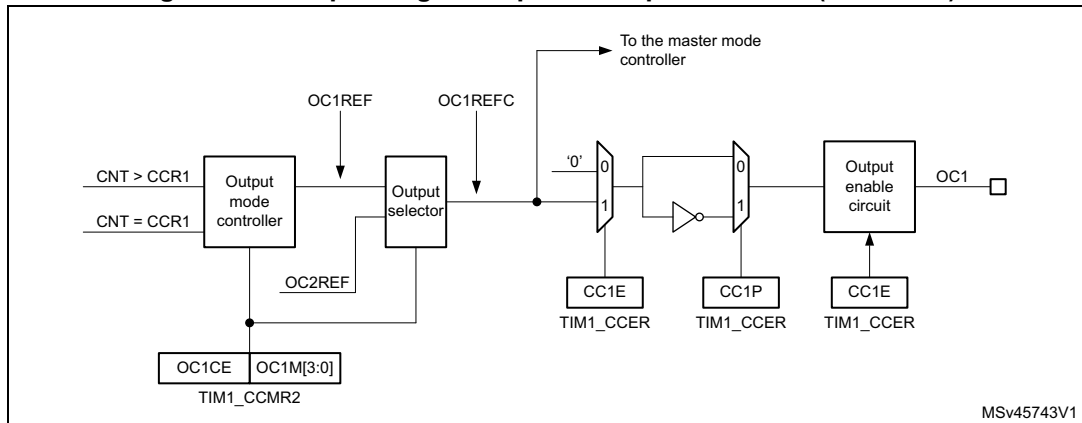 To the master mode
controller
OC1REF
OC1REFC
CNT > CCR1
CNT = CCR1
Output
mode
controller
Output
selector
OC2REF
'0'
0
1
0
1
Output
enable
circuit
OC1
CC1E
TIM1_CCER
CC1P
TIM1_CCER
CC1E
TIM1_CCER
OC1CE
OC1M[3:0]
TIM1_CCMR2
MSv45743V1